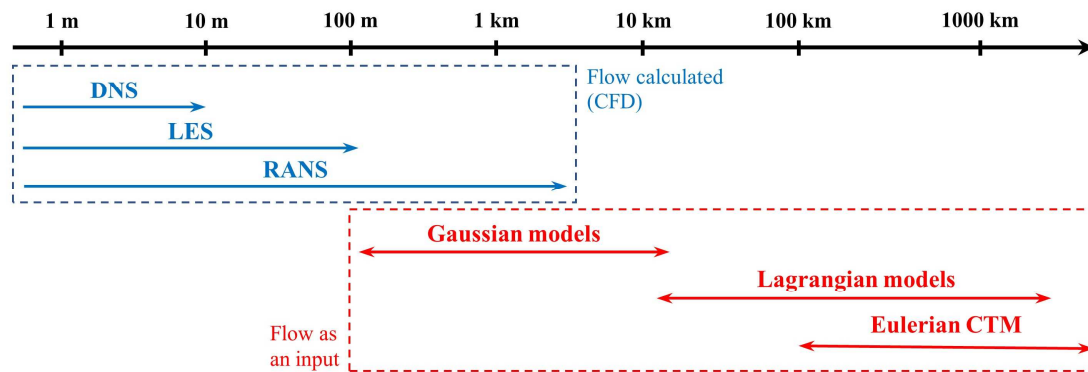 1 m 10 m 100 m 1 km 10 km 100 km 1000 km
Flow calculated
(CFD)
DNS
LES
RANS
Gaussian models
Lagrangian models
Eulerian CTM
Flow as
an input